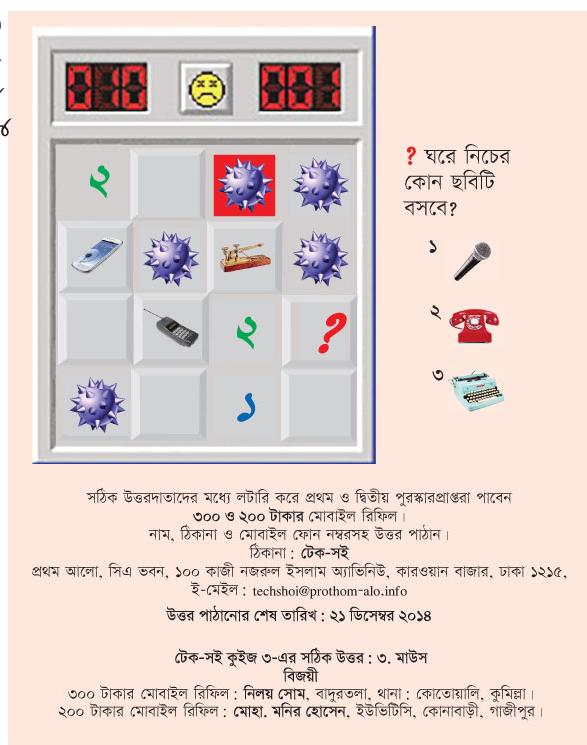 010 001
২
২ ?
১
? ঘরে নিচের
কোন ছবিটি
বসবে?
১
২
৩
সঠিক উত্তরদাতাদের মধ্যে লটারি করে প্রথম ও দ্বিতীয় পুরস্কারপ্রাপ্তরা পাবেন
৩০০ ও ২০০ টাকার মোবাইল রিফিল।
নাম, ঠিকানা ও মোবাইল ফোন নম্বরসহ উত্তর পাঠান।
ঠিকানা : টেক-সই
প্রথম আলো, সিএ ভবন, ১০০ কাজী নজরুল ইসলাম অ্যাভিনিউ, কারওয়ান বাজার, ঢাকা ১২১৫,
ই-মেইল : techshoi@prothom-alo.info
উত্তর পাঠানোর শেষ তারিখ : ২১ ডিসেম্বর ২০১৪
টেক-সই কুইজ ৩-এর সঠিক উত্তর : ৩. মাউস
বিজয়ী
৩০০ টাকার মোবাইল রিফিল : নিলয় সোম, বাদুরতলা, থানা : কোতোয়ালি, কুমিল্লা।
২০০ টাকার মোবাইল রিফিল : মোহা. মনির হোসেন, ইউভিটিসি, কোনাবাড়ী, গাজীপুর।